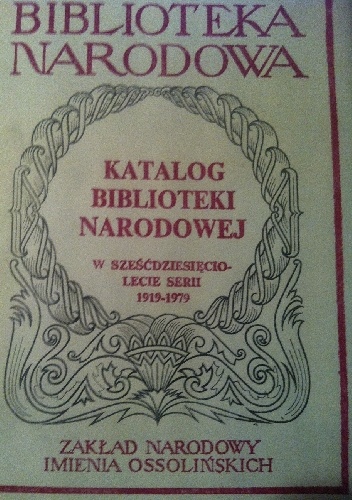 BIBLIOTEKA
NARODOWA
KATALOG
BIBLIOTEKI
NARODOWEJ
W SZEŚĆDZIESIĘCIO-
LECIE SERII
1919-1979
ZAKŁAD NARODOWY
IMIENIA OSSOLIŃSKICH